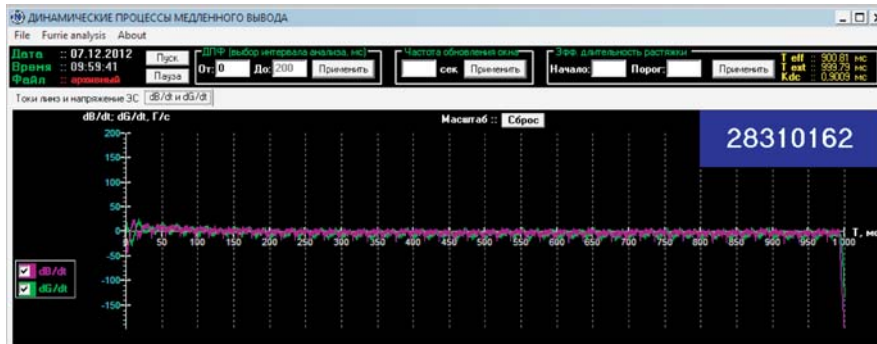 ДИНАМИЧЕСКИЕ ПРОЦЕССЫ МЕДЛЕННОГО ВЫВОДА
File Furrie analysis About
Дата :: 07.12.2012
Время :: 09:59:41
Файл :: архивный
Пуск
Пауза
ДПФ (выбор интервала анализа, мс)
От: 0 До: 200 Применить
Частота обновления окна
сек Применить
Эфф. длительность растяжки
Начало: Порог: Применить
T eff :: 900.81 мс
T ext :: 999.79 мс
Kdc :: 0.9009 мс
Токи линз и напряжение ЭС dB/dt и dG/dt
dB/dt; dG/dt, Г/с
Масштаб :: Сброс
28310162
200
150
100
50
0
-50
-100
-150
0 50 100 150 200 250 300 350 400 450 500 550 600 650 700 750 800 850 900 950 1 000 T, мс
dB/dt
dG/dt